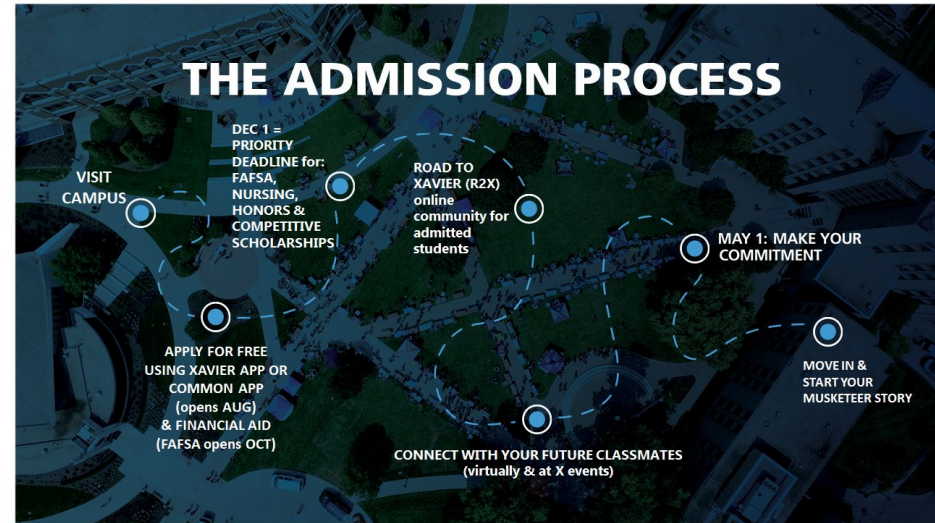 THE ADMISSION PROCESS
VISIT
CAMPUS
APPLY FOR FREE
USING XAVIER APP OR
COMMON APP
(opens AUG)
& FINANCIAL AID
(FAFSA opens OCT)
DEC 1 =
PRIORITY
DEADLINE for:
FAFSA,
NURSING,
HONORS &
COMPETITIVE
SCHOLARSHIPS
ROAD TO
XAVIER (R2X)
online
community for
admitted
students
CONNECT WITH YOUR FUTURE CLASSMATES
(virtually & at X events)
MAY 1: MAKE YOUR
COMMITMENT
MOVE IN &
START YOUR
MUSKETEER STORY